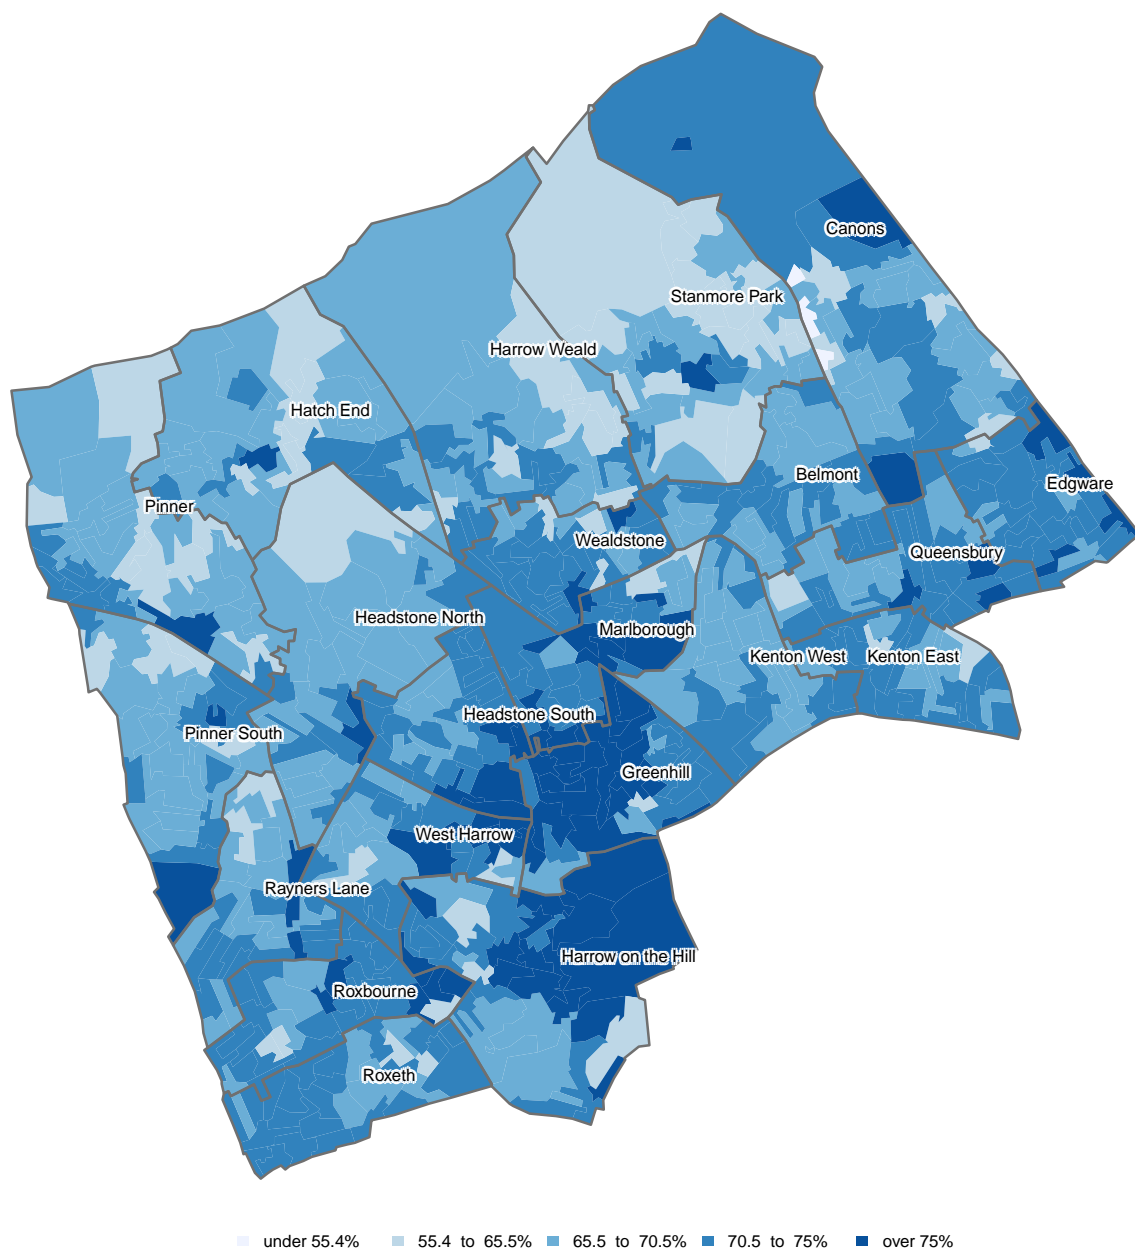 Canons
Stanmore Park
Harrow Weald
Hatch End
Belmont
Edgware
Pinner
Wealdstone
Queensbury
Headstone North
Marlborough
Kenton West
Kenton East
Headstone South
Pinner South
Greenhill
West Harrow
Rayners Lane
Harrow on the Hill
Roxbourne
Roxeth
under 55.4% 55.4 to 65.5% 65.5 to 70.5% 70.5 to 75% over 75%